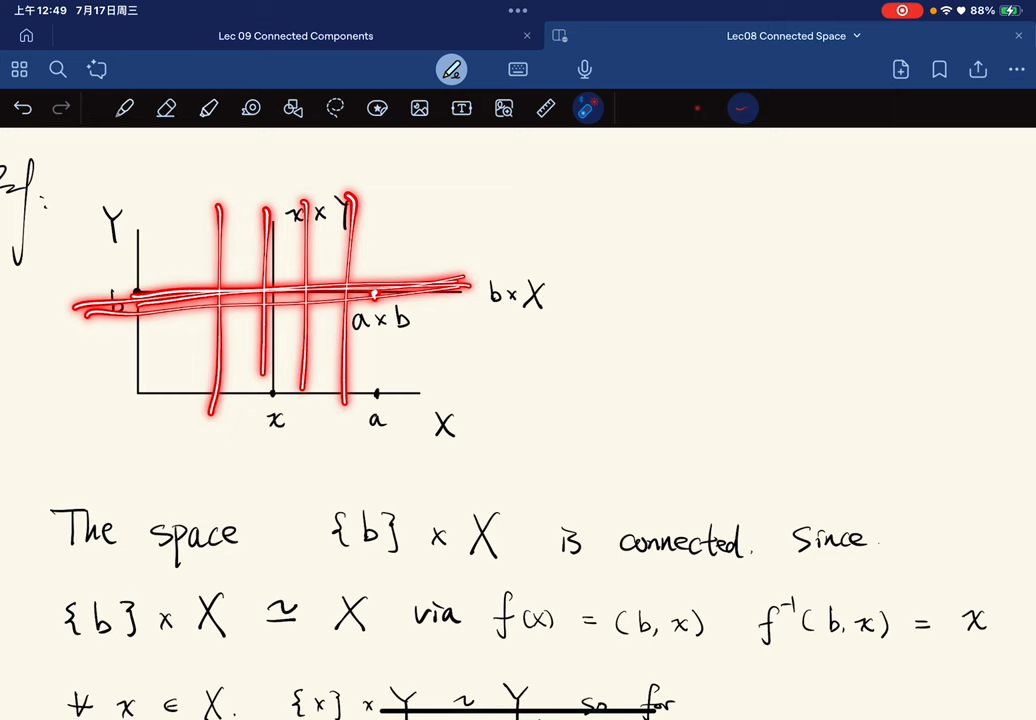 上午12:49 7月17日周三
88%
Lec 09 Connected Components
Lec08 Connected Space
pf:
Y
x × Y
b
b × X
a × b
x
a
X
The space {b} × X is connected. Since
{b} × X ≃ X via f(x) = (b, x) f⁻¹(b, x) = x
∀ x ∈ X. {x} × Y ≃ Y so for